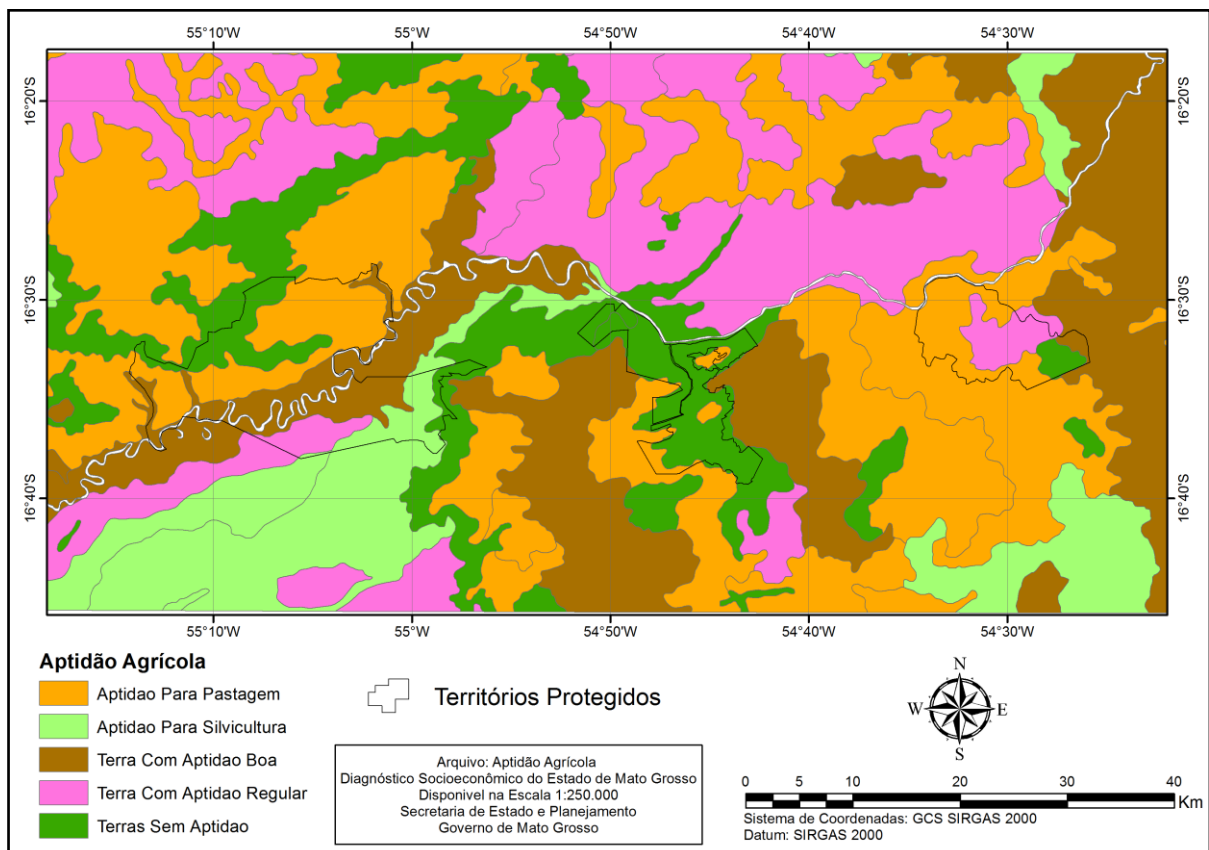 55°10'W 55°W 54°50'W 54°40'W 54°30'W
16°20'S 16°20'S
16°30'S 16°30'S
16°40'S 16°40'S
55°10'W 55°W 54°50'W 54°40'W 54°30'W
Aptidão Agrícola
Aptidao Para Pastagem
Aptidao Para Silvicultura
Terra Com Aptidao Boa
Terra Com Aptidao Regular
Terras Sem Aptidao
Territórios Protegidos
Arquivo: Aptidão Agrícola
Diagnóstico Socioeconômico do Estado de Mato Grosso
Disponivel na Escala 1:250.000
Secretaria de Estado e Planejamento
Governo de Mato Grosso
N
W E
S
0 5 10 20 30 40
Km
Sistema de Coordenadas: GCS SIRGAS 2000
Datum: SIRGAS 2000